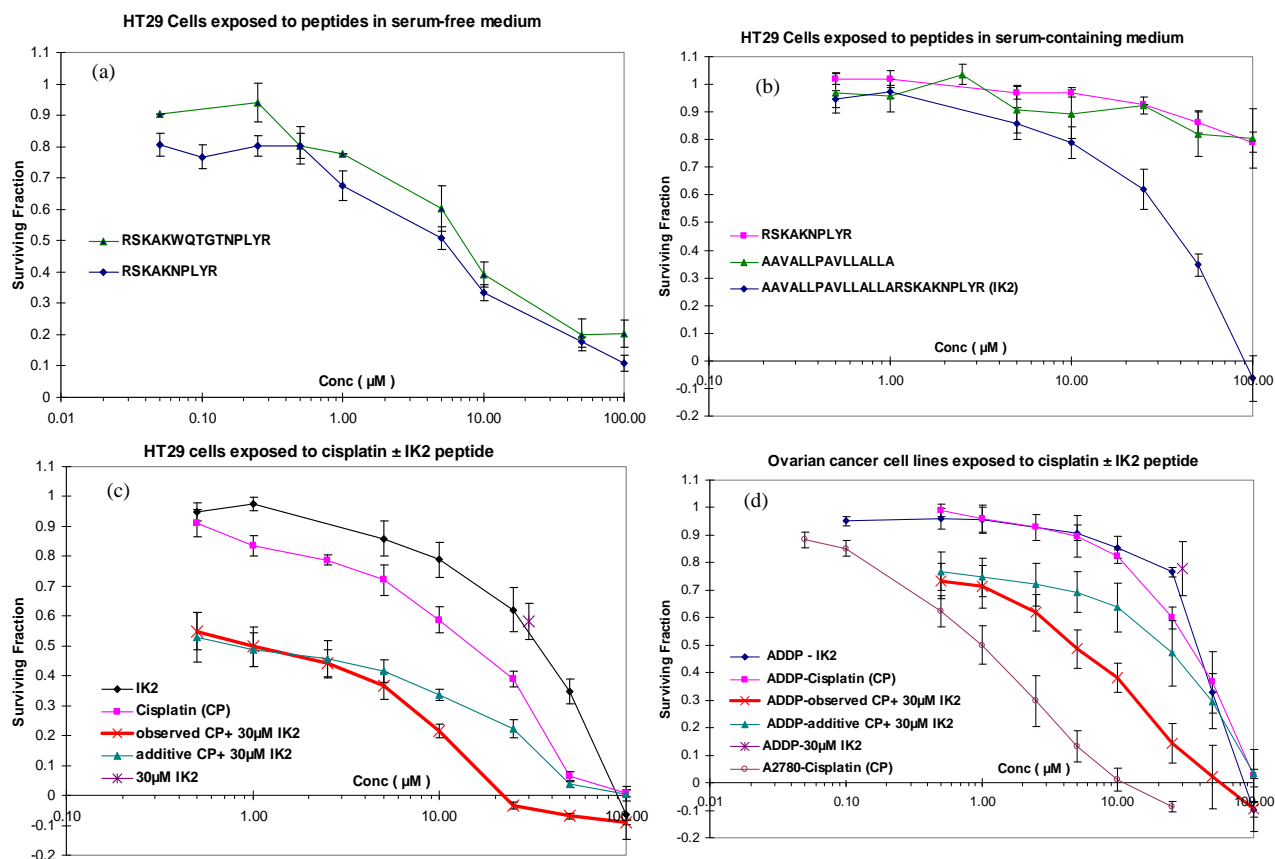 HT29 Cells exposed to peptides in serum-free medium
(a)
1.1
1
0.9
0.8
0.7
0.6
0.5
0.4
0.3
0.2
0.1
0
Surviving Fraction
RSKAKWQTGTNPLYR
RSKAKNPLYR
Conc ( µM )
0.01 0.10 1.00 10.00 100.00
HT29 Cells exposed to peptides in serum-containing medium
(b)
1.1
1
0.9
0.8
0.7
0.6
0.5
0.4
0.3
0.2
0.1
0
-0.1
-0.2
Surviving Fraction
RSKAKNPLYR
AAVALLPAVLLALLA
AAVALLPAVLLALLARSKAKNPLYR (IK2)
Conc ( µM )
0.10 1.00 10.00 100.00
HT29 cells exposed to cisplatin ± IK2 peptide
(c)
1.1
1
0.9
0.8
0.7
0.6
0.5
0.4
0.3
0.2
0.1
0
-0.1
-0.2
Surviving Fraction
IK2
Cisplatin (CP)
observed CP+ 30µM IK2
additive CP+ 30µM IK2
30µM IK2
Conc ( µM )
0.10 1.00 10.00 100.00
Ovarian cancer cell lines exposed to cisplatin ± IK2 peptide
(d)
1.1
1
0.9
0.8
0.7
0.6
0.5
0.4
0.3
0.2
0.1
0
-0.1
-0.2
Surviving Fraction
ADDP - IK2
ADDP-Cisplatin (CP)
ADDP-observed CP+ 30µM IK2
ADDP-additive CP+ 30µM IK2
ADDP-30µM IK2
A2780-Cisplatin (CP)
Conc ( µM )
0.01 0.10 1.00 10.00 100.00